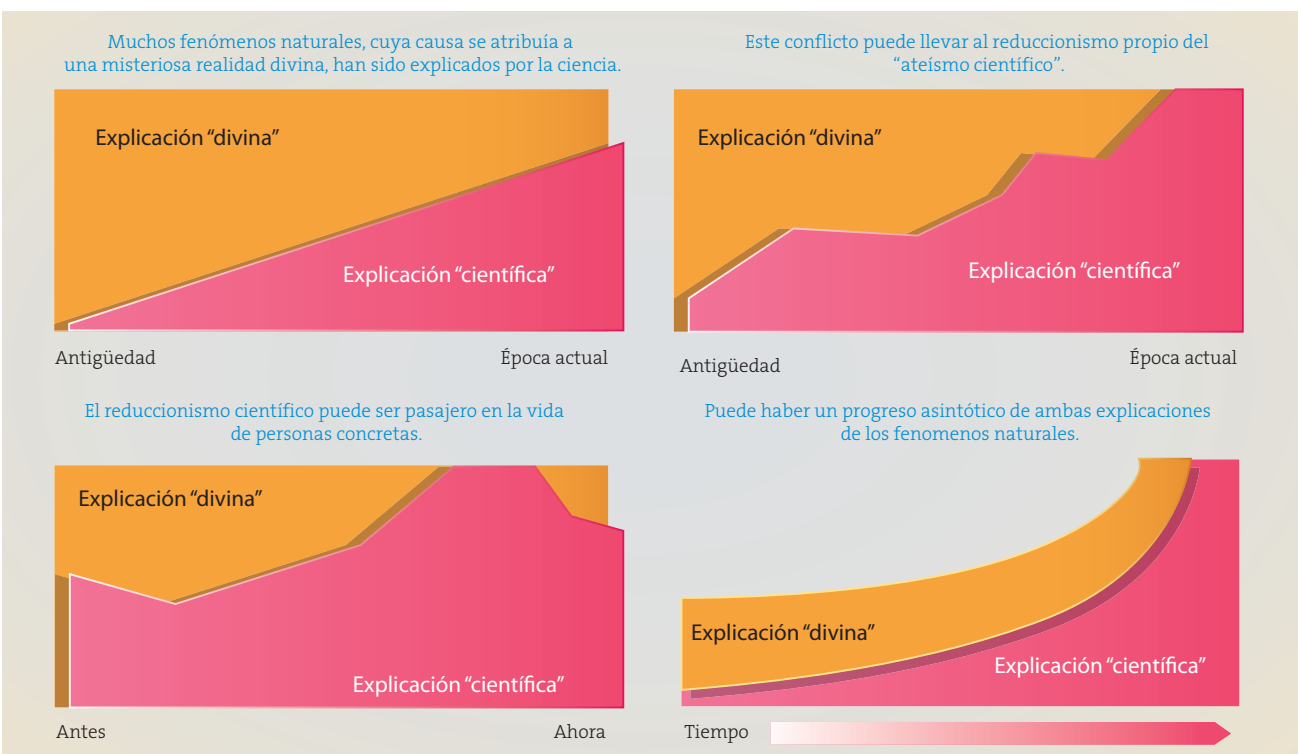 Muchos fenómenos naturales, cuya causa se atribuía a
una misteriosa realidad divina, han sido explicados por la ciencia.
Explicación “divina”
Explicación “científica”
Antigüedad
Época actual
Este conflicto puede llevar al reduccionismo propio del
“ateísmo científico”.
Explicación “divina”
Explicación “científica”
Antigüedad
Época actual
El reduccionismo científico puede ser pasajero en la vida
de personas concretas.
Explicación “divina”
Explicación “científica”
Antes
Ahora
Puede haber un progreso asintótico de ambas explicaciones
de los fenomenos naturales.
Explicación “divina”
Explicación “científica”
Tiempo